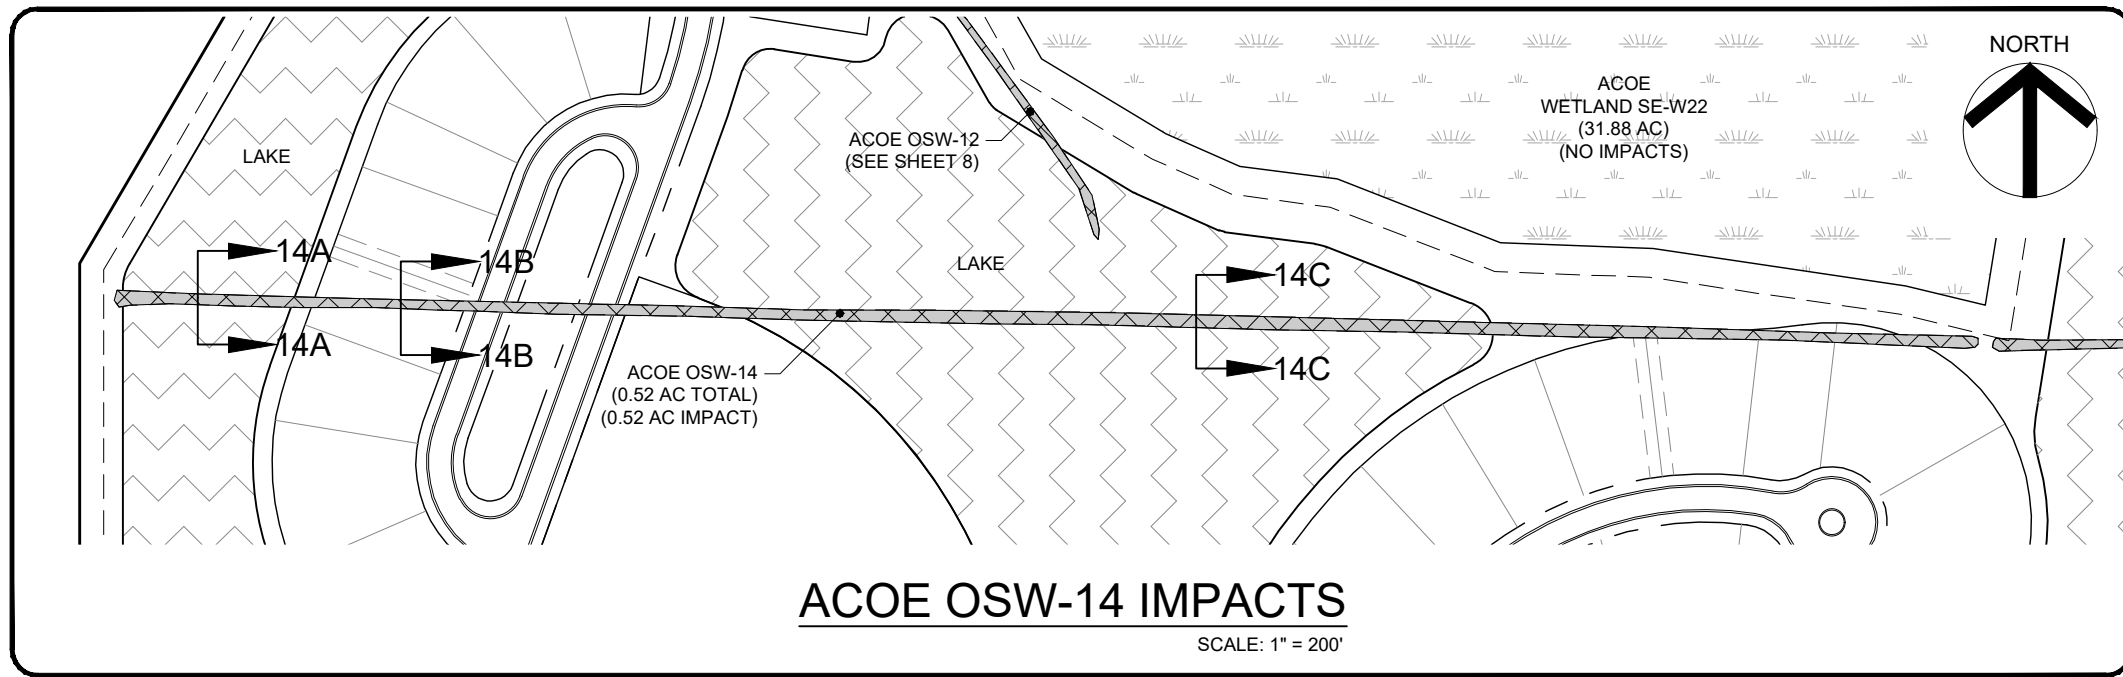 NORTH
ACOE
WETLAND SE-W22
(31.88 AC)
(NO IMPACTS)
ACOE OSW-12
(SEE SHEET 8)
LAKE
LAKE
14A
14B
14C
14A
14B
14C
ACOE OSW-14
(0.52 AC TOTAL)
(0.52 AC IMPACT)
ACOE OSW-14 IMPACTS
SCALE: 1" = 200'